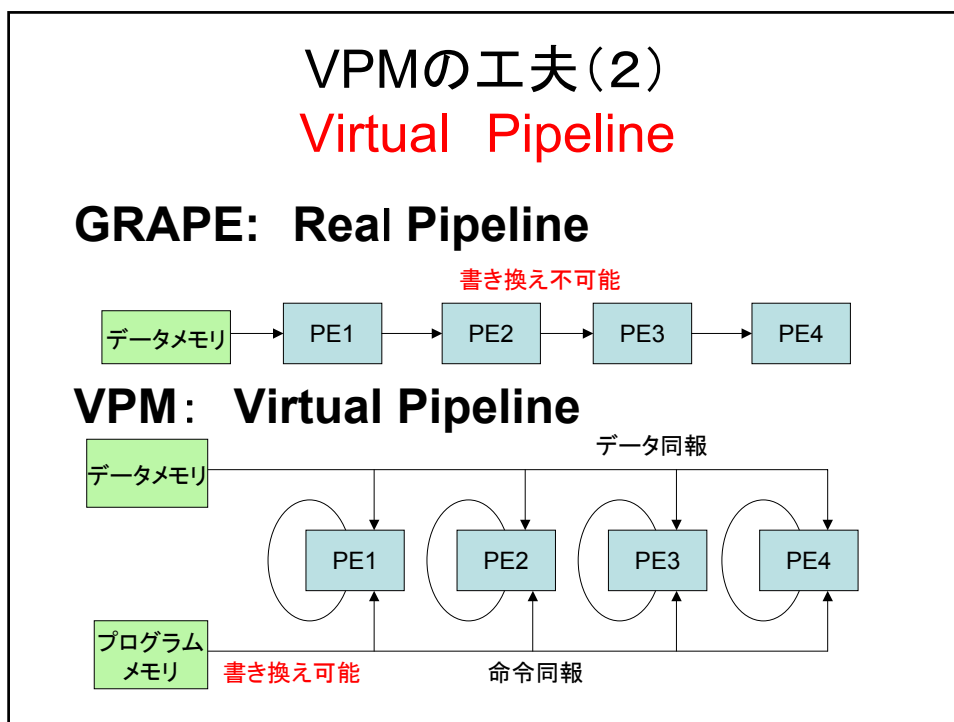 VPMの工夫(2)
Virtual Pipeline
GRAPE: Real Pipeline
書き換え不可能
データメモリ
PE1
PE2
PE3
PE4
VPM: Virtual Pipeline
データメモリ
データ同報
PE1
PE2
PE3
PE4
プログラム
メモリ
書き換え可能
命令同報